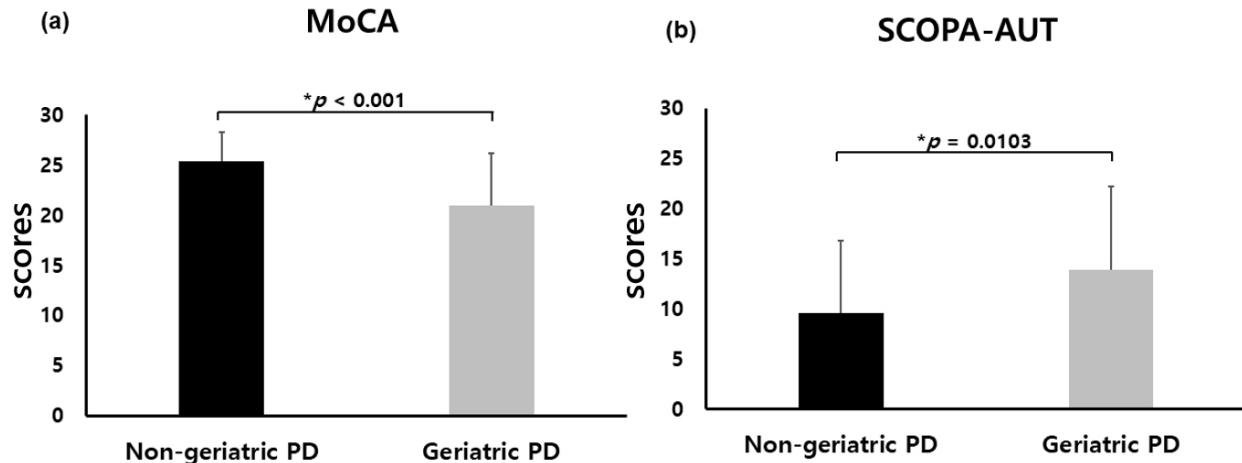 (a)
MoCA
*p < 0.001
30
25
20
15
10
5
0
scores
Non-geriatric PD
Geriatric PD
(b)
SCOPA-AUT
*p = 0.0103
30
25
20
15
10
5
0
scores
Non-geriatric PD
Geriatric PD